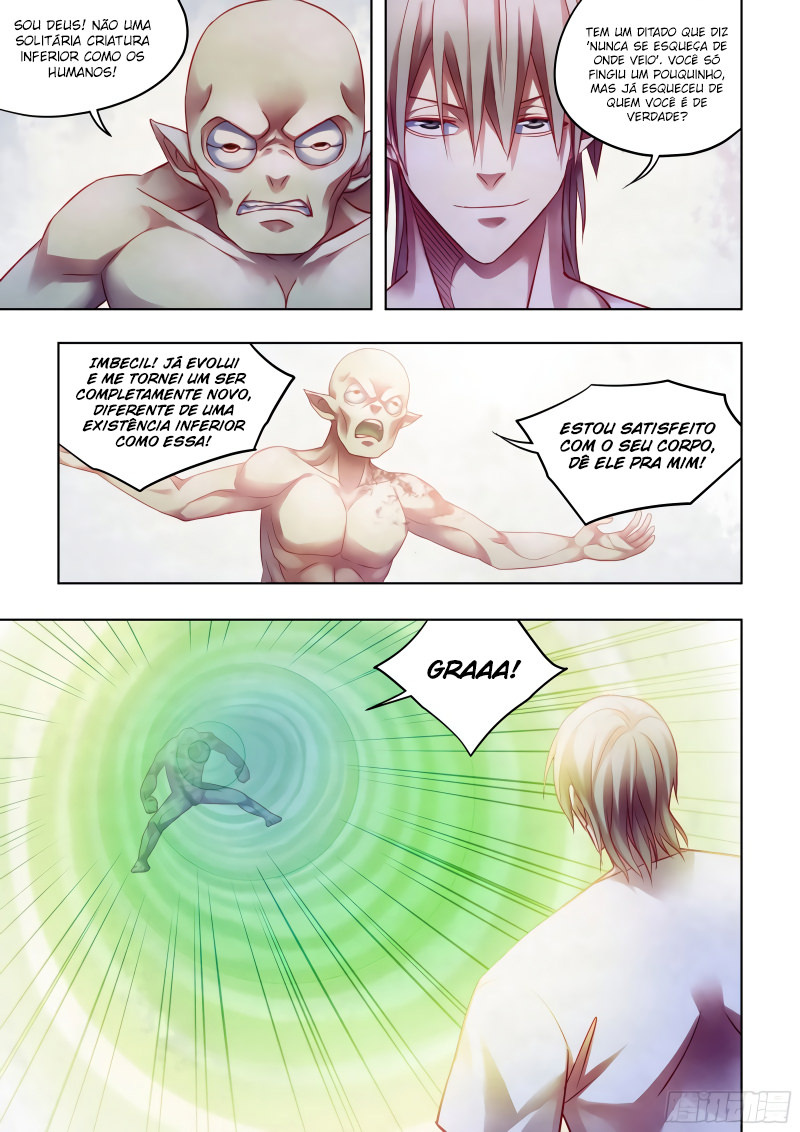 SOU DEUS! NÃO UMA
SOLITÁRIA CRIATURA
INFERIOR COMO OS
HUMANOS!
TEM UM DITADO QUE DIZ
'NUNCA SE ESQUEÇA DE
ONDE VEIO'. VOCÊ SÓ
FINGIU UM POUQUINHO,
MAS JÁ ESQUECEU DE
QUEM VOCÊ É DE
VERDADE?
IMBECIL! JÁ EVOLUI
E ME TORNEI UM SER
COMPLETAMENTE NOVO,
DIFERENTE DE UMA
EXISTÊNCIA INFERIOR
COMO ESSA!
ESTOU SATISFEITO
COM O SEU CORPO,
DÊ ELE PRA MIM!
GRAAA!